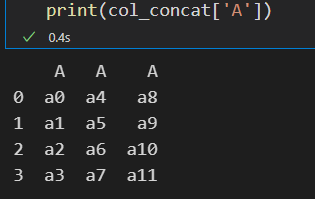 print(col_concat['A'])
0.4s
A A A
0 a0 a4 a8
1 a1 a5 a9
2 a2 a6 a10
3 a3 a7 a11